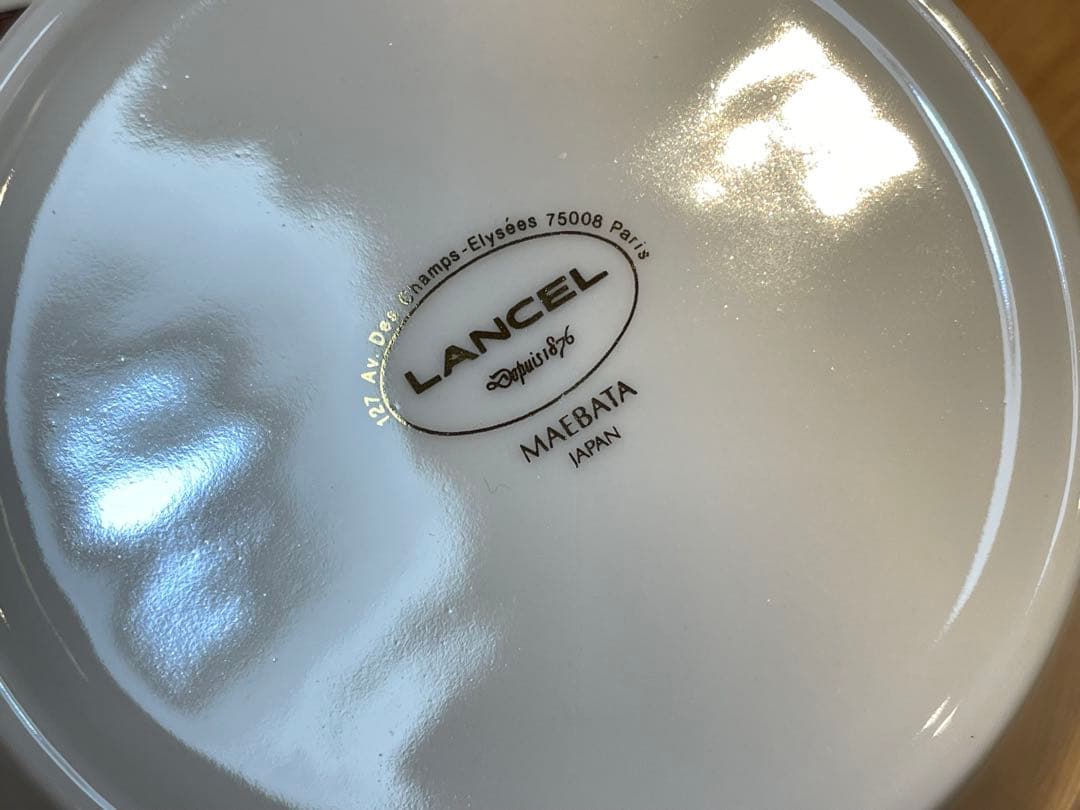 127 Av. Des Champs-Elysées 75008 Paris
LANCEL
Depuis 1876
MAEBATA
JAPAN